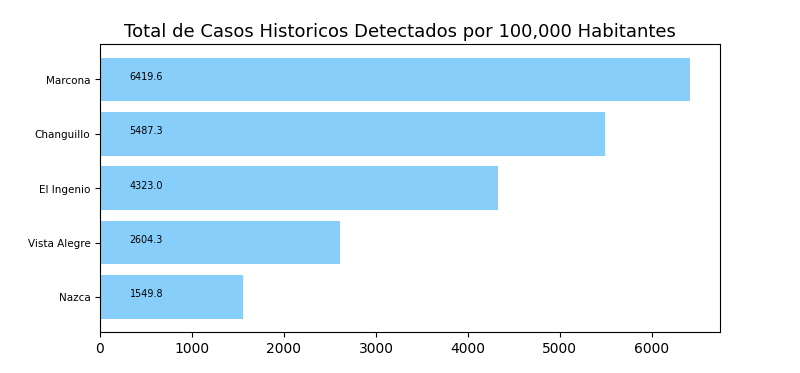 Total de Casos Historicos Detectados por 100,000 Habitantes
Marcona 6419.6
Changuillo 5487.3
El Ingenio 4323.0
Vista Alegre 2604.3
Nazca 1549.8
0 1000 2000 3000 4000 5000 6000